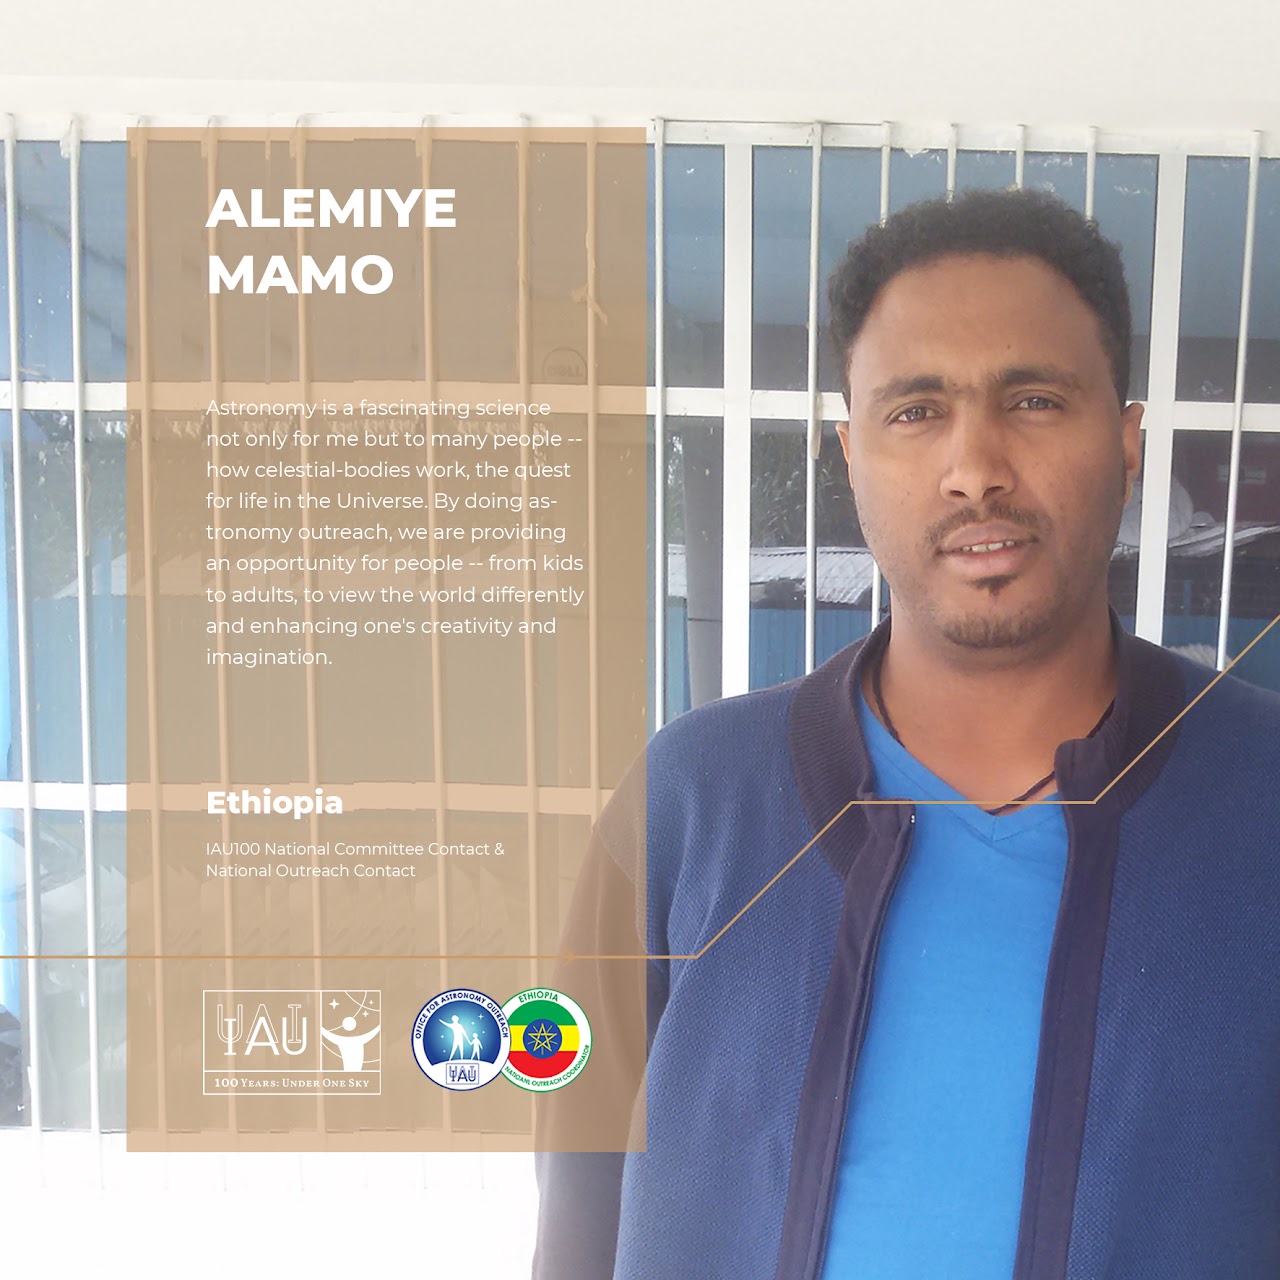 ALEMIYE
MAMO
Astronomy is a fascinating science
not only for me but to many people --
how celestial-bodies work, the quest
for life in the Universe. By doing as-
tronomy outreach, we are providing
an opportunity for people -- from kids
to adults, to view the world differently
and enhancing one's creativity and
imagination.
Ethiopia
IAU100 National Committee Contact &
National Outreach Contact
IAU
100 YEARS: UNDER ONE SKY
OFFICE FOR ASTRONOMY OUTREACH
IAU
ETHIOPIA
NATIOANL OUTREACH COORDINATOR
DELL